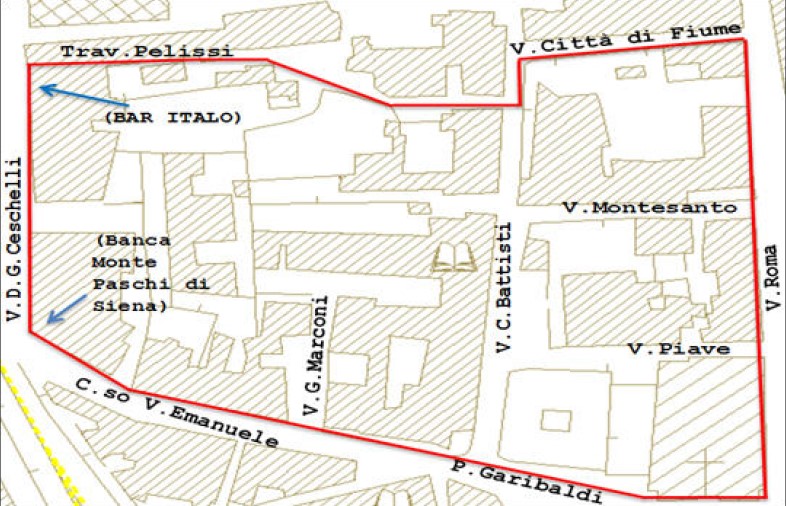 Trav.Pelissi
V.Città di Fiume
(BAR ITALO)
V.D.G. Ceschelli
V.Montesanto
(Banca
Monte
Paschi di
Siena)
V.C.Battisti
V.Roma
V.G.Marconi
V.Piave
C.so V.Emanuele
P.Garibaldi